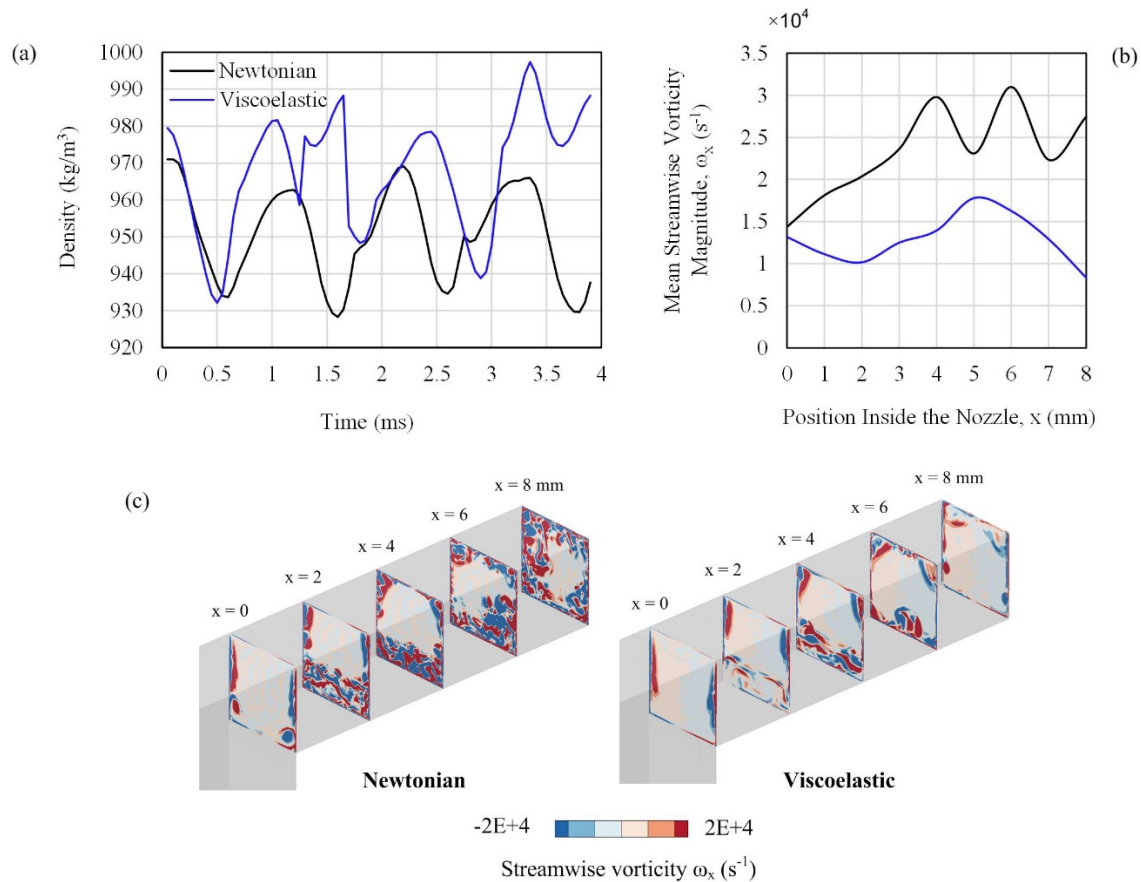 (a)
1000
990
980
970
960
950
940
930
920
Density (kg/m³)
Newtonian
Viscoelastic
0 0.5 1 1.5 2 2.5 3 3.5 4
Time (ms)
(b)
×10⁴
3.5
3
2.5
2
1.5
1
0.5
0
Mean Streamwise Vorticity
Magnitude, ωₓ (s⁻¹)
0 1 2 3 4 5 6 7 8
Position Inside the Nozzle, x (mm)
(c)
x = 0
x = 2
x = 4
x = 6
x = 8 mm
Newtonian
x = 0
x = 2
x = 4
x = 6
x = 8 mm
Viscoelastic
-2E+4 2E+4
Streamwise vorticity ωₓ (s⁻¹)